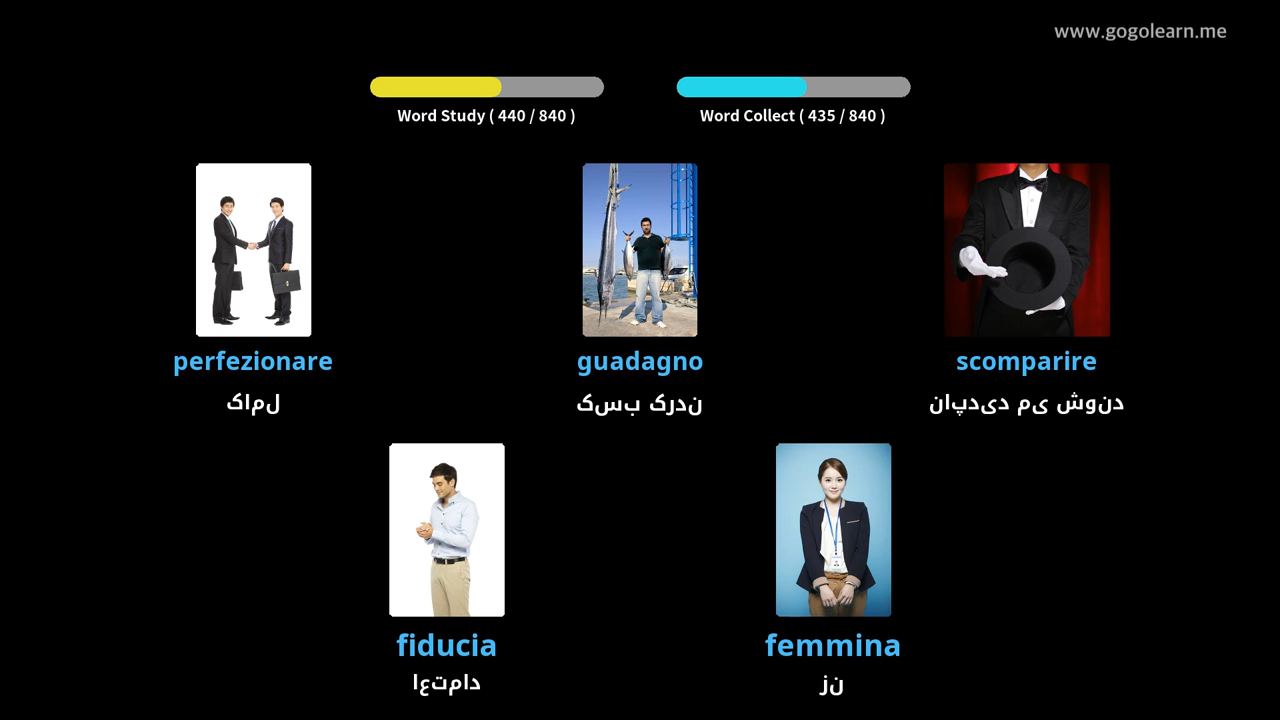 www.gogolearn.me
Word Study ( 440 / 840 )
Word Collect ( 435 / 840 )
perfezionare
کامل
guadagno
کسب کردن
scomparire
ناپدید می شوند
fiducia
اعتماد
femmina
زن